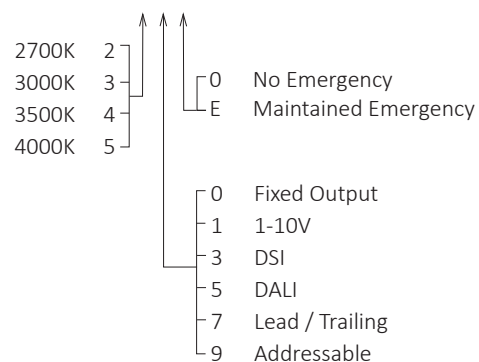 2700K 2
3000K 3
3500K 4
4000K 5
0 No Emergency
E Maintained Emergency
0 Fixed Output
1 1-10V
3 DSI
5 DALI
7 Lead / Trailing
9 Addressable